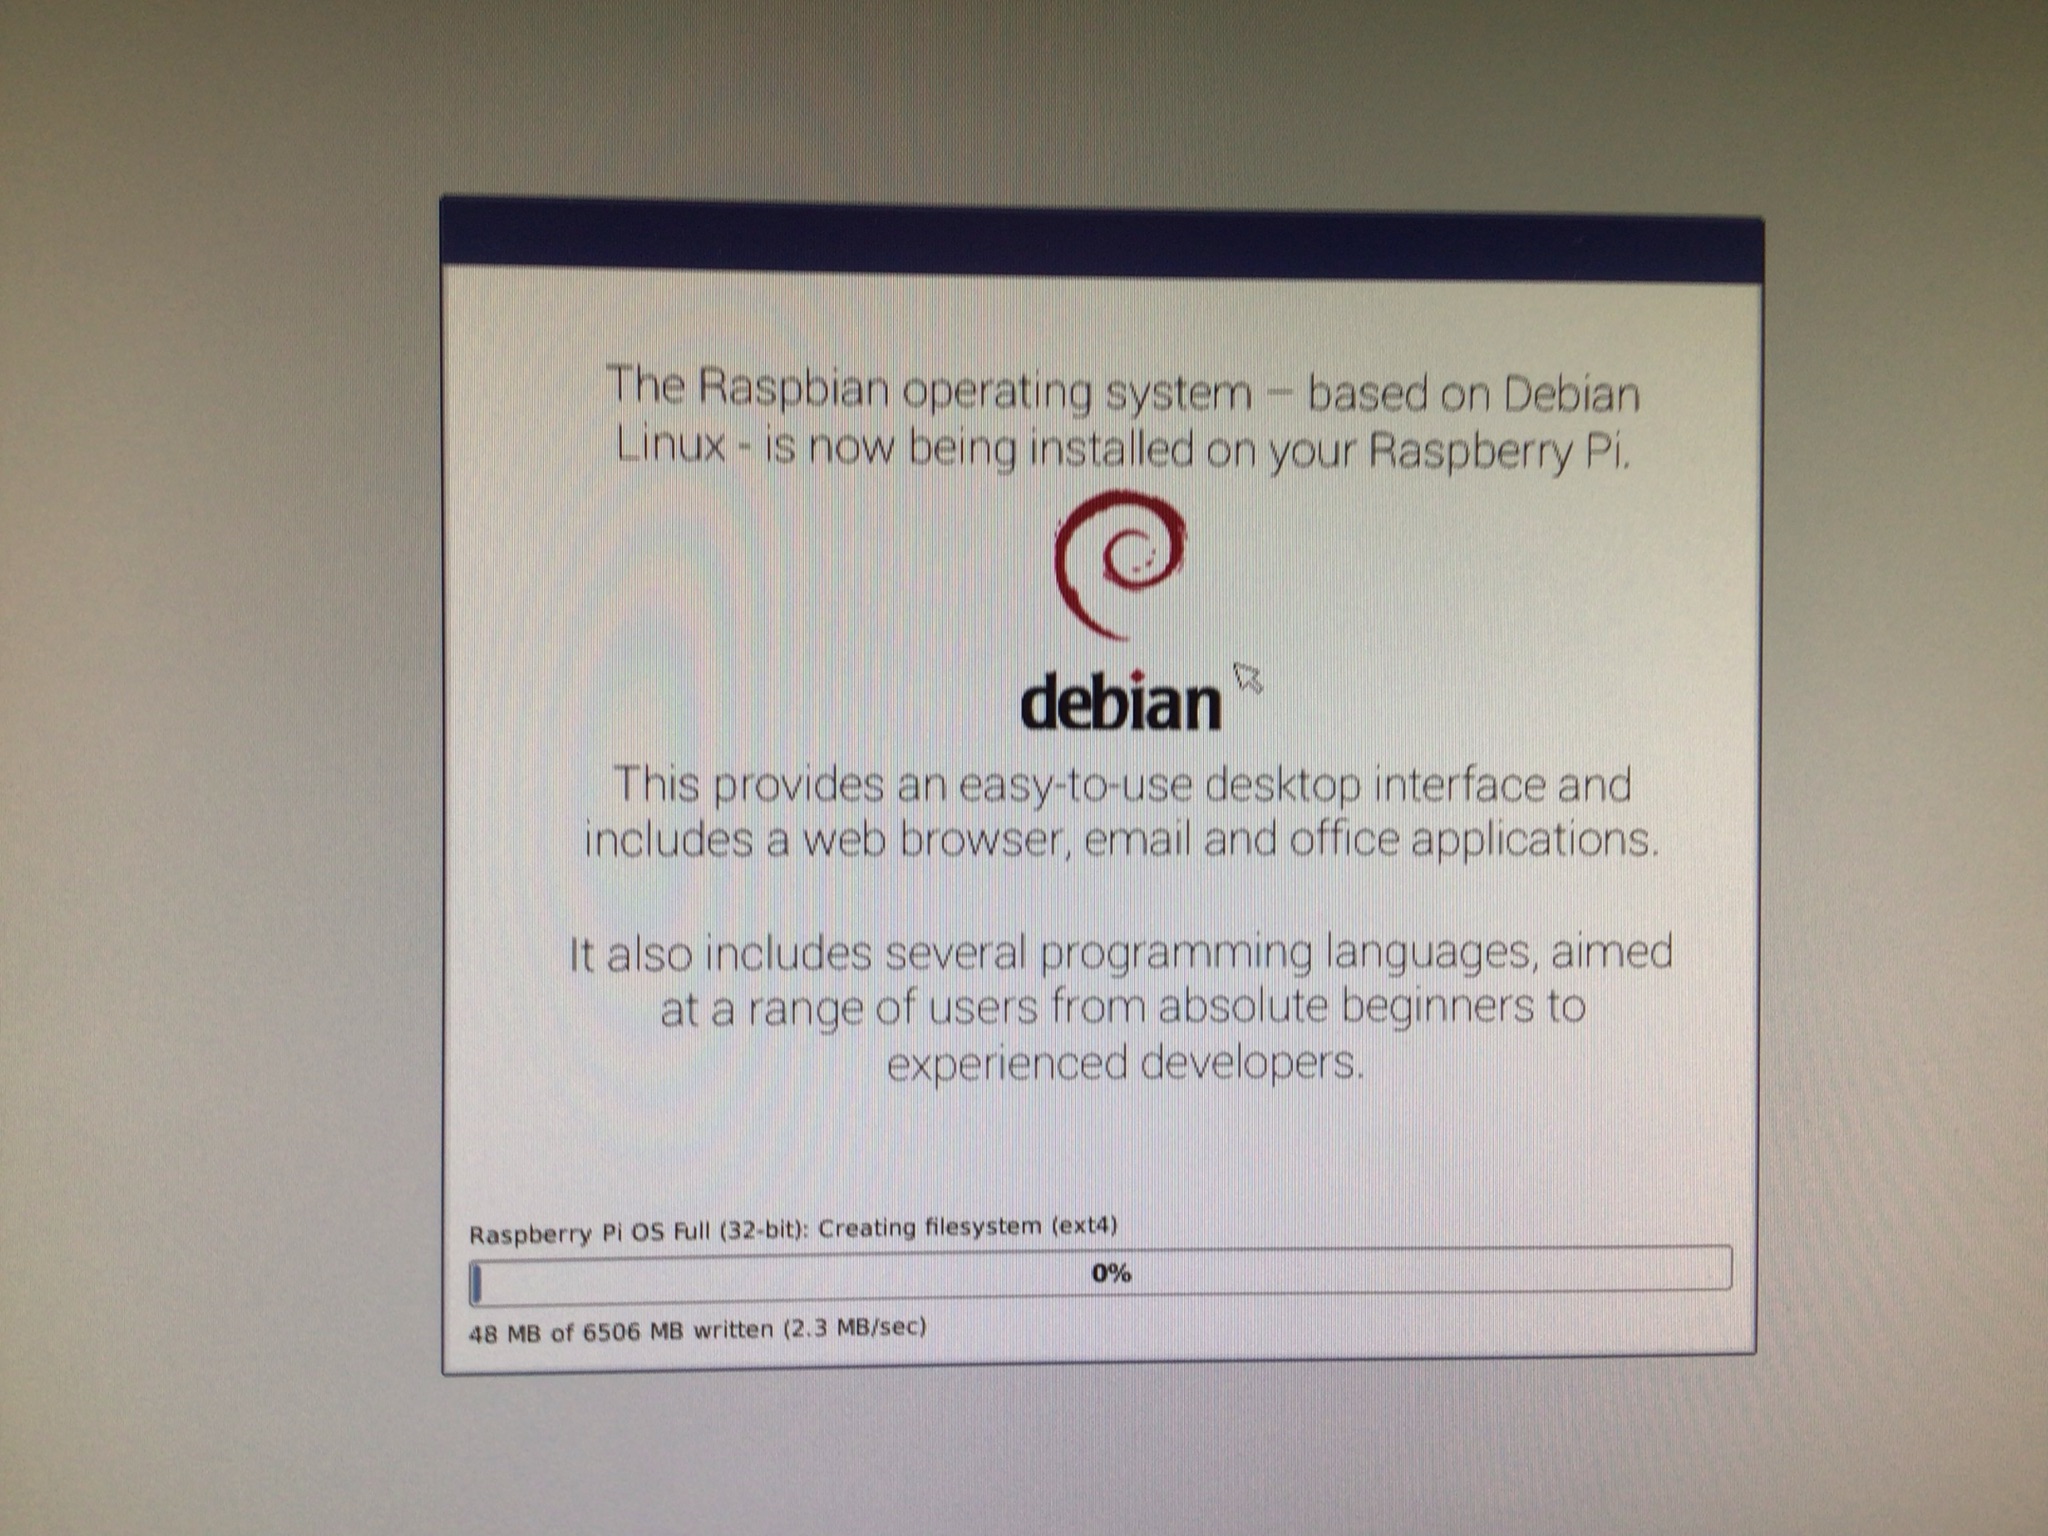 The Raspbian operating system – based on Debian
Linux - is now being installed on your Raspberry Pi.
debian
This provides an easy-to-use desktop interface and
includes a web browser, email and office applications.
It also includes several programming languages, aimed
at a range of users from absolute beginners to
experienced developers.
Raspberry Pi OS Full (32-bit): Creating filesystem (ext4)
0%
48 MB of 6506 MB written (2.3 MB/sec)